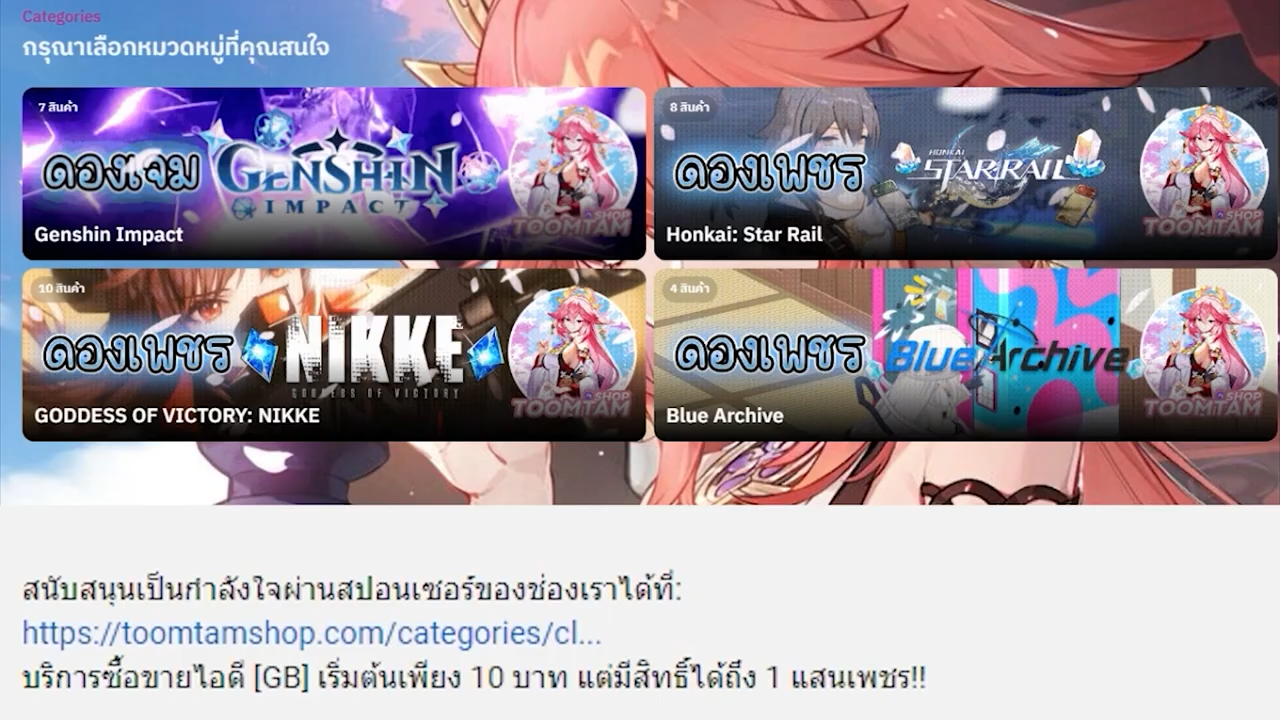 Categories
กรุณาเลือกหมวดหมู่ที่คุณสนใจ
7 สินค้า
ดองเจม GENSHIN
IMPACT
TOOMTAM SHOP
Genshin Impact
8 สินค้า
ดองเพชร HONKAI STAR RAIL
TOOMTAM SHOP
Honkai: Star Rail
10 สินค้า
ดองเพชร NIKKE
GODDESS OF VICTORY
TOOMTAM SHOP
GODDESS OF VICTORY: NIKKE
4 สินค้า
ดองเพชร Blue Archive
TOOMTAM SHOP
Blue Archive
สนับสนุนเป็นกำลังใจผ่านสปอนเซอร์ของช่องเราได้ที่:
https://toomtamshop.com/categories/cl...
บริการซื้อขายไอดี [GB] เริ่มต้นเพียง 10 บาท แต่มีสิทธิ์ได้ถึง 1 แสนเพชร!!